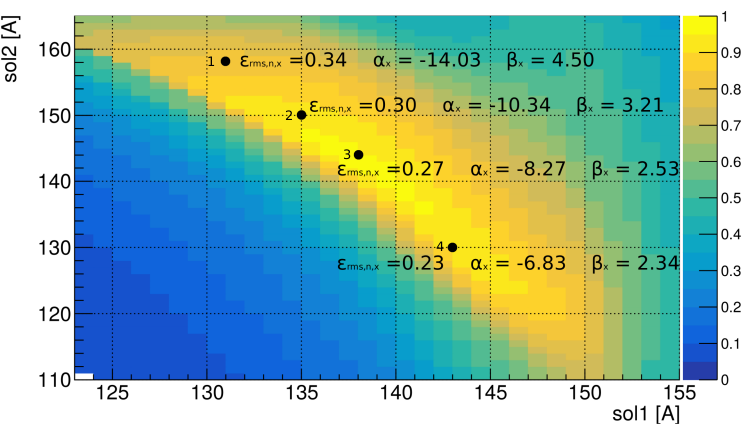 sol2 [A]
160
150
140
130
120
110
1 εrms,n,x =0.34 αx = -14.03 βx = 4.50
2 εrms,n,x =0.30 αx = -10.34 βx = 3.21
3 εrms,n,x =0.27 αx = -8.27 βx = 2.53
4 εrms,n,x =0.23 αx = -6.83 βx = 2.34
125 130 135 140 145 150 155
sol1 [A]
1
0.9
0.8
0.7
0.6
0.5
0.4
0.3
0.2
0.1
0